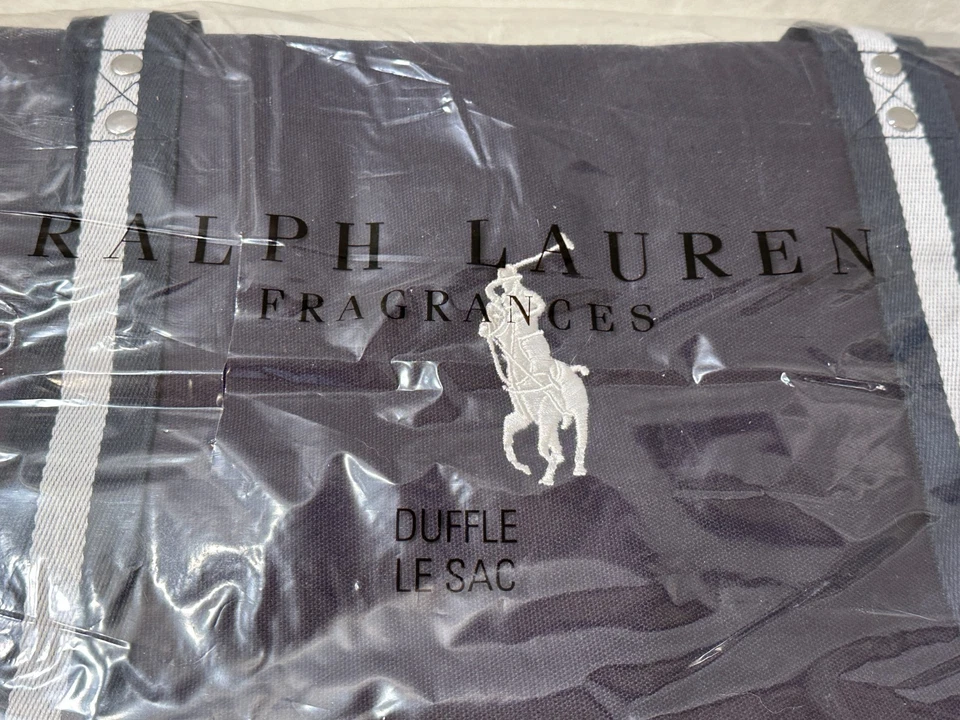 RALPH LAUREN
FRAGRANCES
DUFFLE
LE SAC